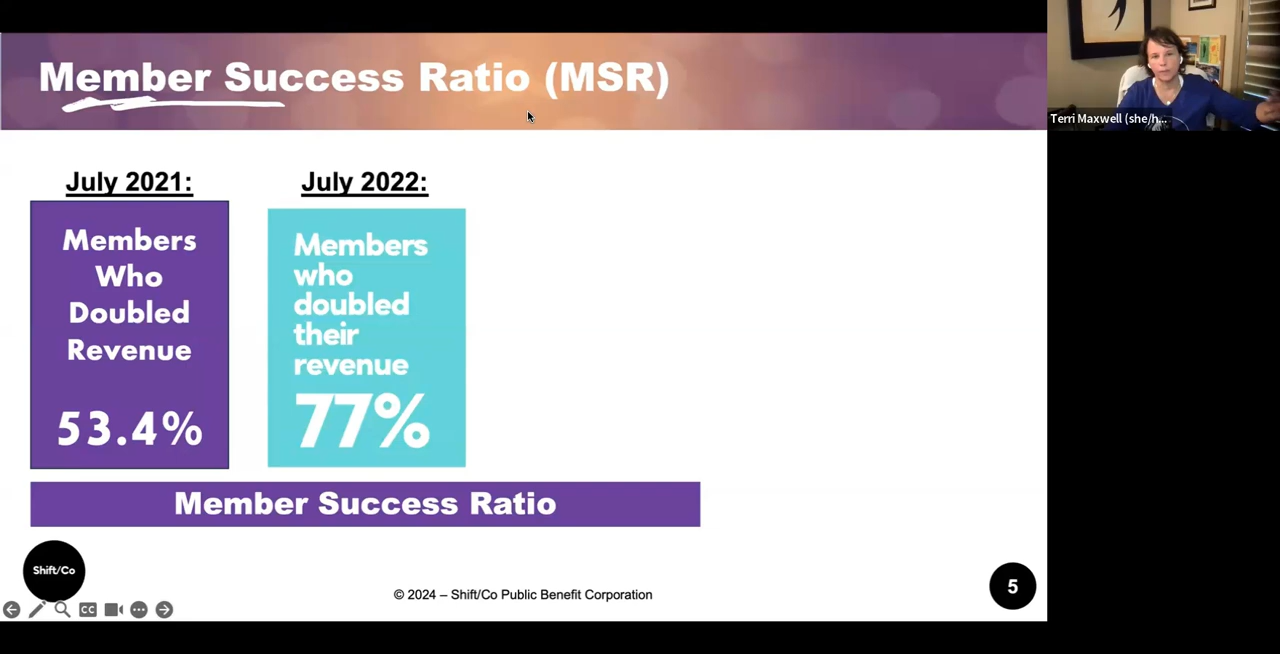 Member Success Ratio (MSR)
Terri Maxwell (she/h...
July 2021:
Members
Who
Doubled
Revenue
53.4%
July 2022:
Members
who
doubled
their
revenue
77%
Member Success Ratio
Shift/Co
© 2024 – Shift/Co Public Benefit Corporation
5
CC